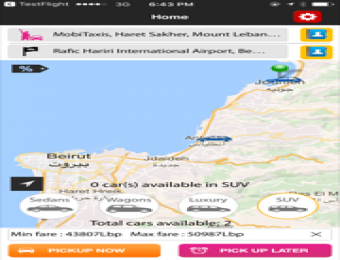 TestFlight 3G 6:43 PM
Home
MobiTaxis, Haret Sakher, Mount Leban...
Rafic Hariri International Airport, Be...
%
Jounieh
جونيه
Beirut
بيروت
Jdaideh
جديدة
Haret Hreik
0 car(s) available in SUV
Sedans Wagons Luxury SUV
Total cars available: 2
Min fare : 43807Lbp Max fare : 50987Lbp ×
PICKUP NOW PICK UP LATER